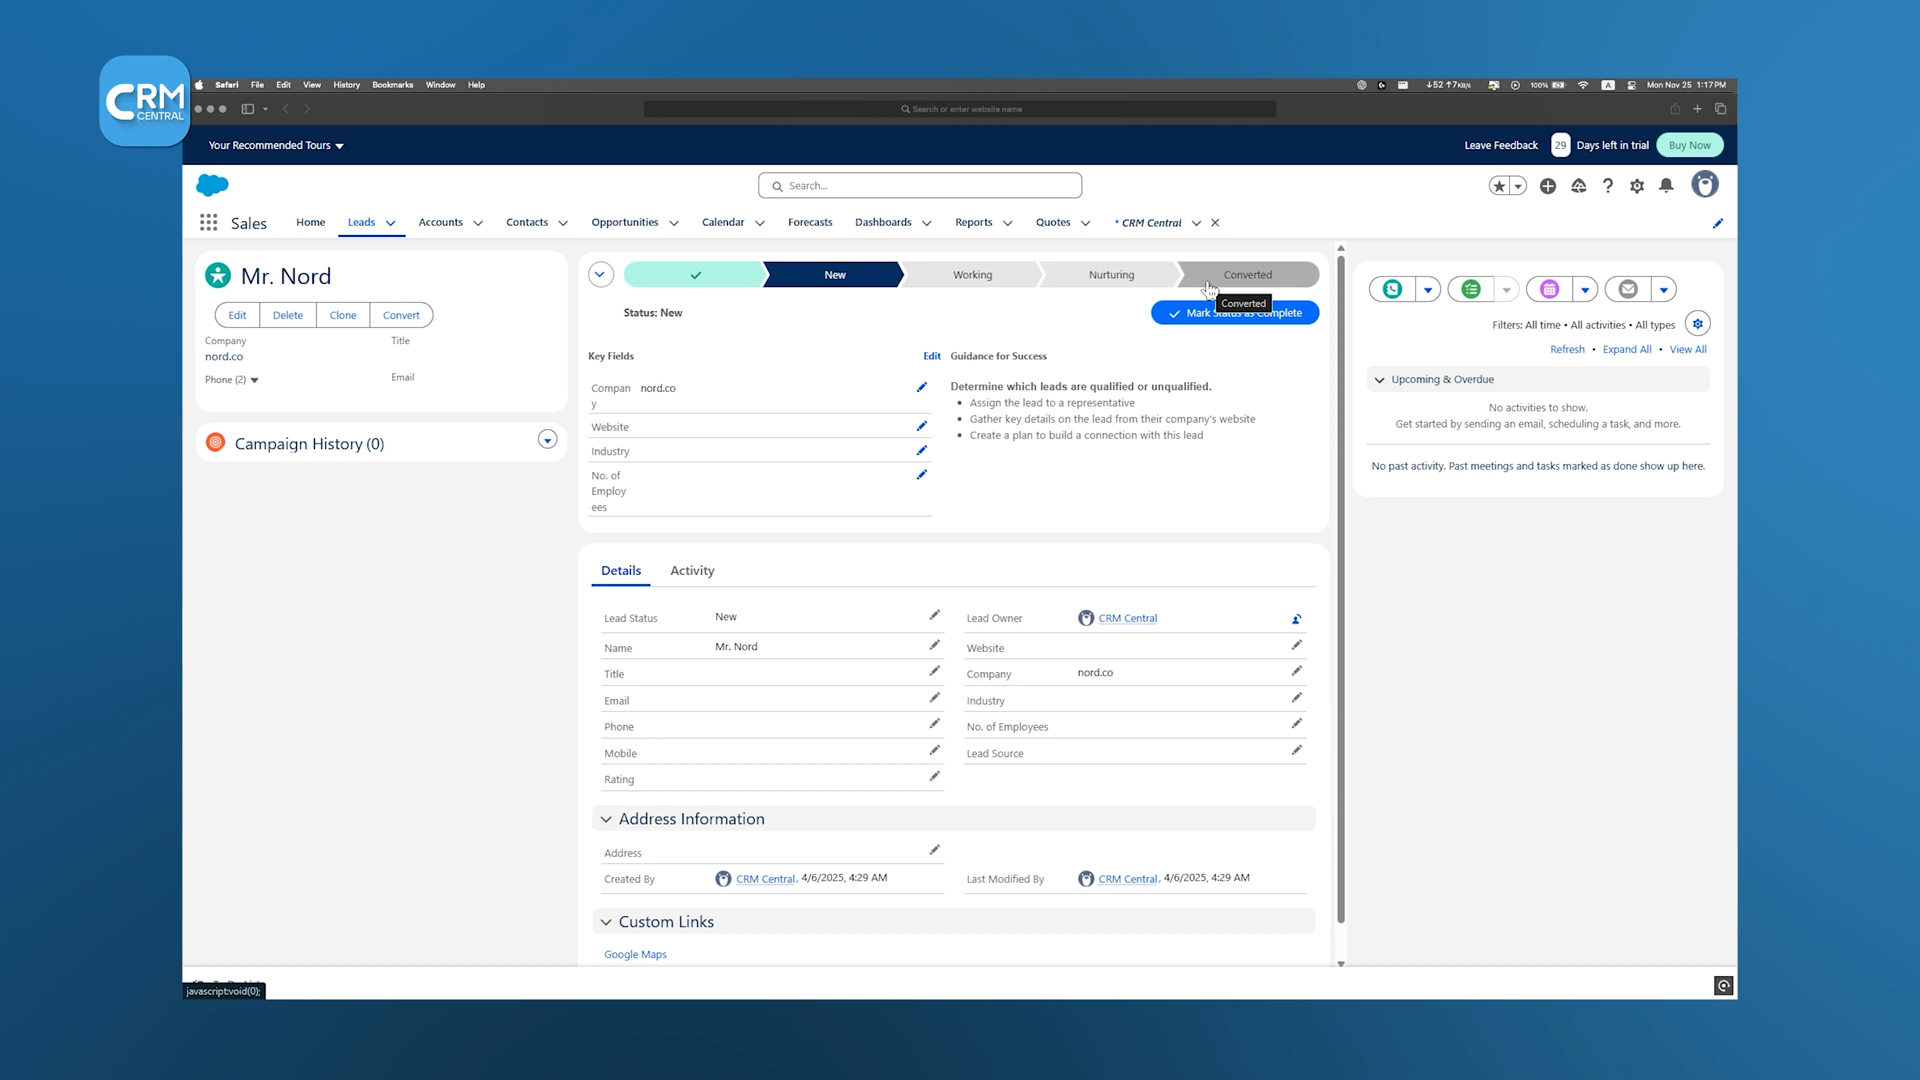 CRM
CENTRAL
Safari File Edit View History Bookmarks Window Help
↓52 ↑7KB/s 100% A Mon Nov 25 1:17 PM
Search or enter website name
Your Recommended Tours
Leave Feedback 29 Days left in trial Buy Now
Search...
Sales Home Leads Accounts Contacts Opportunities Calendar Forecasts Dashboards Reports Quotes * CRM Central
Mr. Nord
Edit Delete Clone Convert
Company Title
nord.co
Phone (2) Email
Campaign History (0)
New Working Nurturing Converted
Converted
Status: New
Mark Status as Complete
Key Fields Edit
Company nord.co
Website
Industry
No. of
Employ
ees
Guidance for Success
Determine which leads are qualified or unqualified.
• Assign the lead to a representative
• Gather key details on the lead from their company's website
• Create a plan to build a connection with this lead
Details Activity
Lead Status New Lead Owner CRM Central
Name Mr. Nord Website
Title Company nord.co
Email Industry
Phone No. of Employees
Mobile Lead Source
Rating
Address Information
Address
Created By CRM Central, 4/6/2025, 4:29 AM Last Modified By CRM Central, 4/6/2025, 4:29 AM
Custom Links
Google Maps
Filters: All time • All activities • All types
Refresh • Expand All • View All
Upcoming & Overdue
No activities to show.
Get started by sending an email, scheduling a task, and more.
No past activity. Past meetings and tasks marked as done show up here.
javascript:void(0);